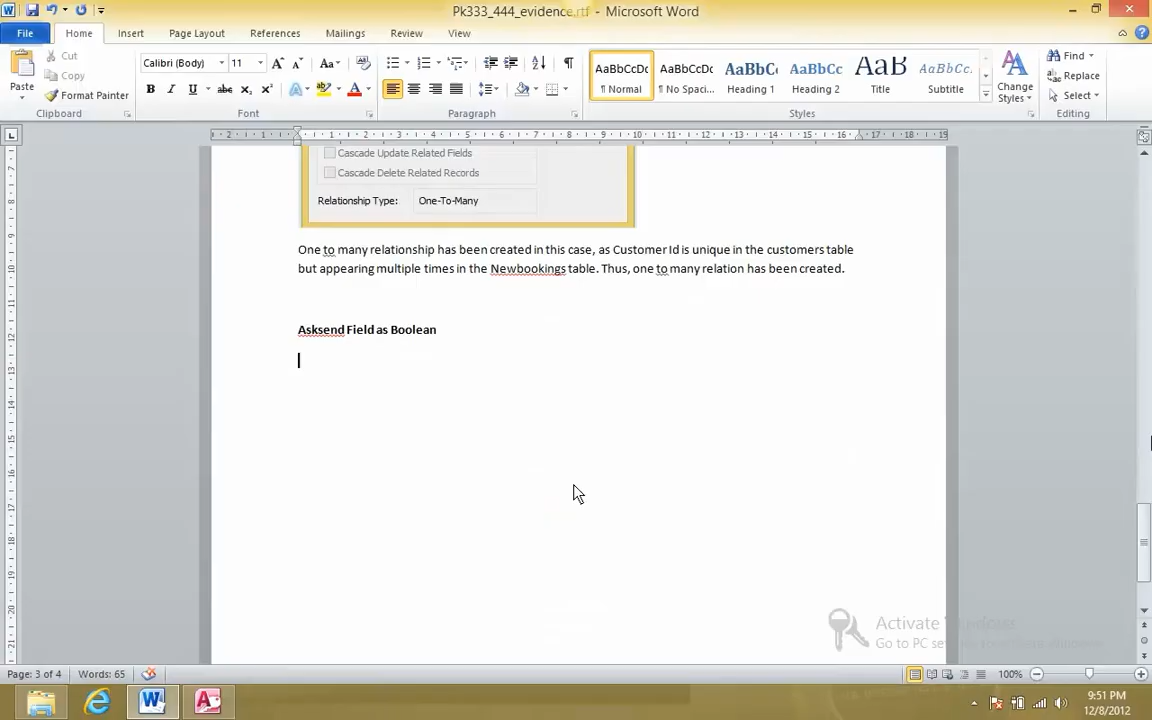 Pk333_444_evidence.rtf - Microsoft Word
File Home Insert Page Layout References Mailings Review View
Cut
Copy
Format Painter
Paste
Clipboard
Calibri (Body) 11
Font
Paragraph
AaBbCcDc AaBbCcDc AaBbC AaBbCc AaB AaBbCc.
¶ Normal ¶ No Spaci... Heading 1 Heading 2 Title Subtitle
Change Styles
Styles
Find
Replace
Select
Editing
Cascade Update Related Fields
Cascade Delete Related Records
Relationship Type: One-To-Many
One to many relationship has been created in this case, as Customer Id is unique in the customers table
but appearing multiple times in the Newbookings table. Thus, one to many relation has been created.
Asksend Field as Boolean
Activate Windows
Go to PC
Page: 3 of 4 Words: 65 100%
9:51 PM
12/8/2012